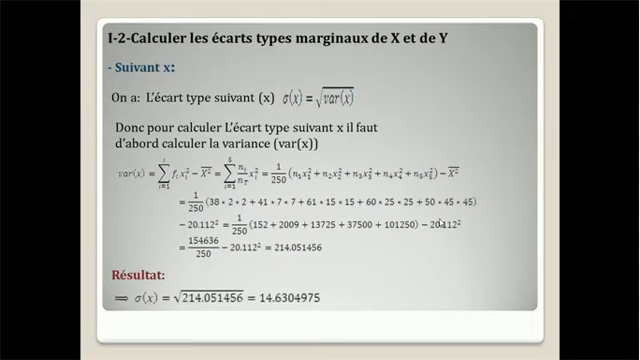 I-2-Calculer les écarts types marginaux de X et de Y
- Suivant x:
On a: L'écart type suivant (x) σ(x) = √var(x)
Donc pour calculer L'écart type suivant x il faut
d'abord calculer la variance (var(x))
var(x) = ∑ᵢ₌₁ⁱ fᵢxᵢ² − X̅² = ∑ᵢ₌₁⁵ nᵢ/n_T xᵢ² = 1/250 (n₁x₁² + n₂x₂² + n₃x₃² + n₄x₄² + n₅x₅²) − X̅²
= 1/250 (38 * 2 * 2 + 41 * 7 * 7 + 61 * 15 * 15 + 60 * 25 * 25 + 50 * 45 * 45)
− 20.112² = 1/250 (152 + 2009 + 13725 + 37500 + 101250) − 20.112²
= 154636/250 − 20.112² = 214.051456
Résultat:
⟹ σ(x) = √214.051456 = 14.6304975